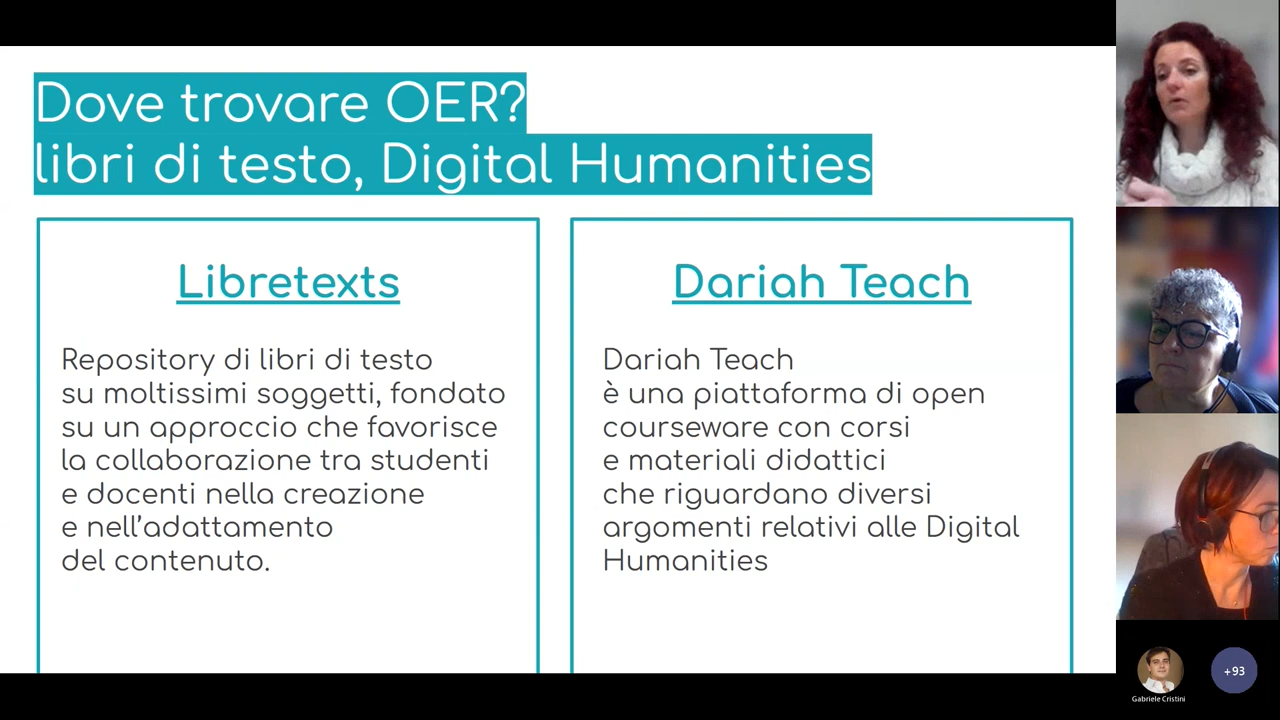 Dove trovare OER?
libri di testo, Digital Humanities
Libretexts
Repository di libri di testo
su moltissimi soggetti, fondato
su un approccio che favorisce
la collaborazione tra studenti
e docenti nella creazione
e nell'adattamento
del contenuto.
Dariah Teach
Dariah Teach
è una piattaforma di open
courseware con corsi
e materiali didattici
che riguardano diversi
argomenti relativi alle Digital
Humanities
Gabriele Cristini
+93